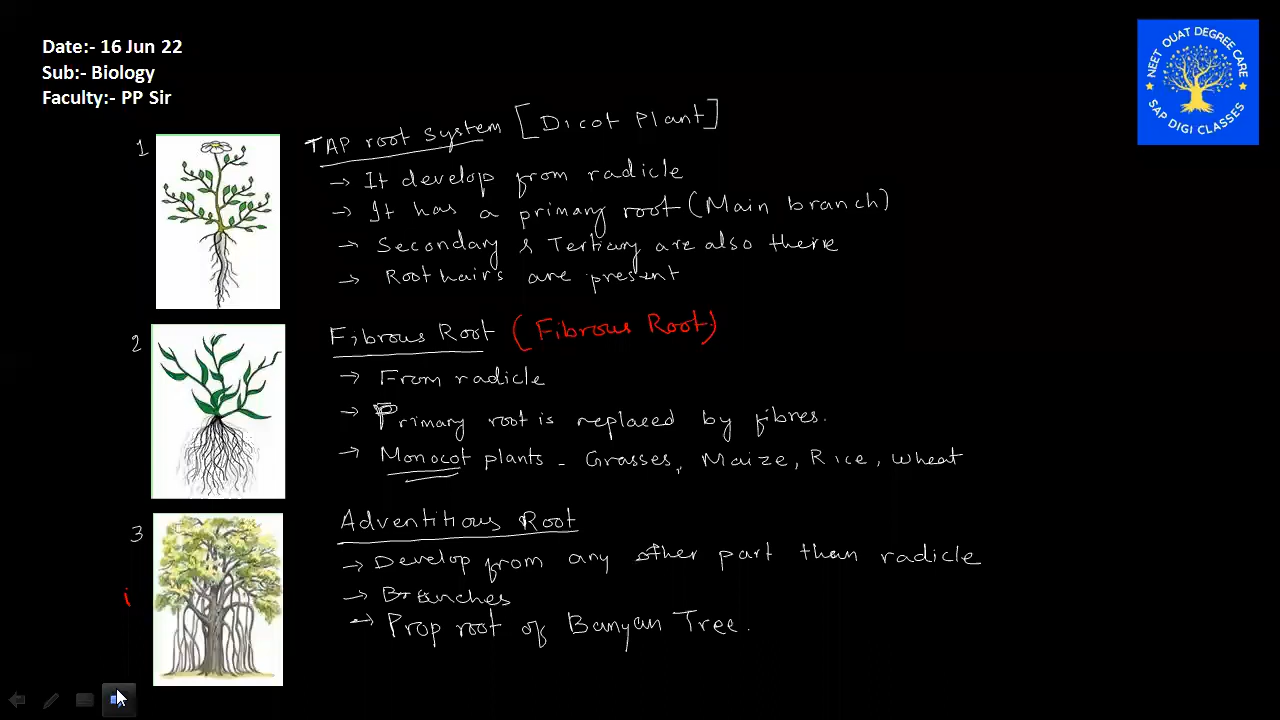 Date:- 16 Jun 22
Sub:- Biology
Faculty:- PP Sir
NEET OUAT DEGREE CARE
SAP DIGI CLASSES
1
TAP root system [Dicot Plant]
→ It develop from radicle
→ It has a primary root (Main branch)
→ Secondary & Tertiary are also there
→ Root hairs are present
2
Fibrous Root (Fibrous Root)
→ From radicle
→ Primary root is replaced by fibres.
→ Monocot plants - Grasses, Maize, Rice, Wheat
3
Adventitious Root
→ Develop from any other part than radicle
→ Branches
i
→ Prop root of Banyan Tree.